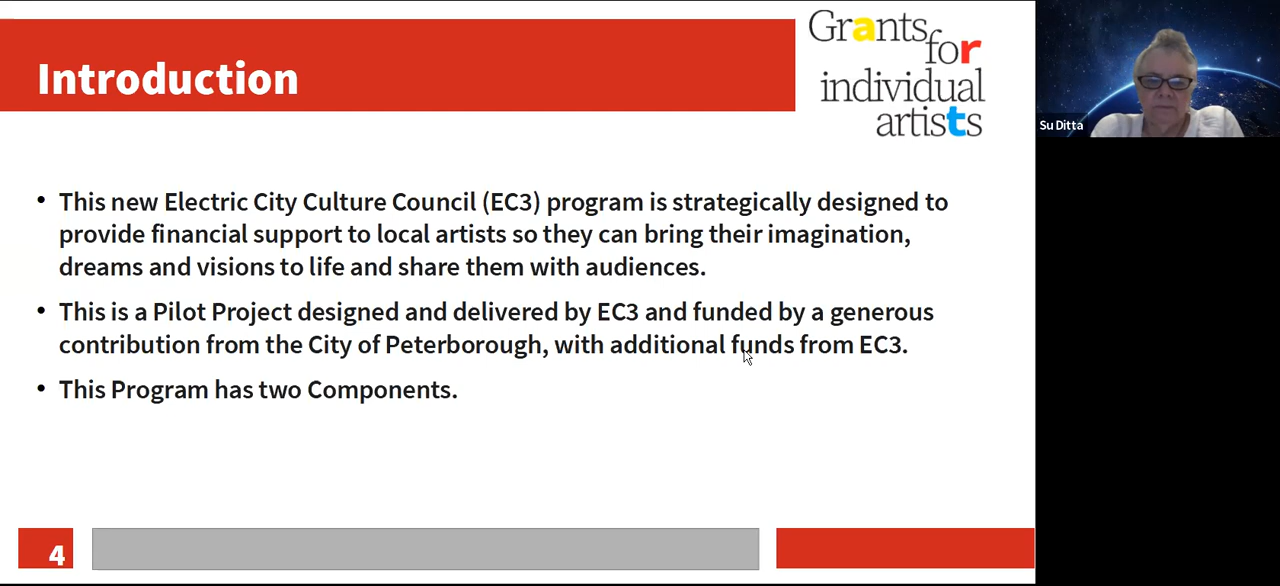 Introduction
Grants
for
individual
artists
Su Ditta
• This new Electric City Culture Council (EC3) program is strategically designed to
provide financial support to local artists so they can bring their imagination,
dreams and visions to life and share them with audiences.
• This is a Pilot Project designed and delivered by EC3 and funded by a generous
contribution from the City of Peterborough, with additional funds from EC3.
• This Program has two Components.
4